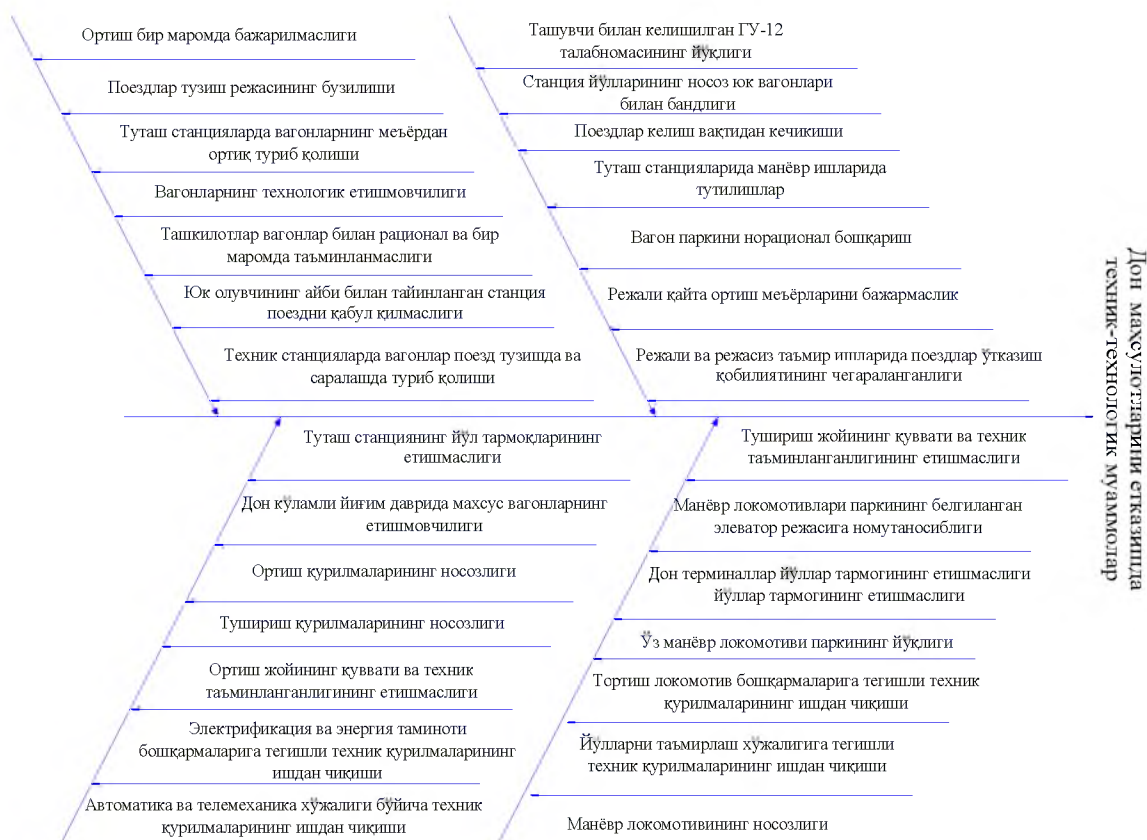 Ортиш бир маромда бажарилмаслиги
Поездлар тузиш режасининг бузилиши
Туташ станцияларда вагонларнинг меъёрдан
ортиқ туриб қолиши
Вагонларнинг технологик етишмовчилиги
Ташкилотлар вагонлар билан рационал ва бир
маромда таъминланмаслиги
Юк олувчининг айби билан тайинланган станция
поездни қабул қилмаслиги
Техник станцияларда вагонлар поезд тузишда ва
саралашда туриб қолиши
Ташувчи билан келишилган ГУ-12
талабномасининг йўқлиги
Станция йўлларининг носоз юк вагонлари
билан бандлиги
Поездлар келиш вақтидан кечикиши
Туташ станцияларида манёвр ишларида
тутилишлар
Вагон паркини норационал бошқариш
Режали қайта ортиш меъёрларини бажармаслик
Режали ва режасиз таъмир ишларида поездлар ўтказиш
қобилиятининг чегараланганлиги
Туташ станциянинг йўл тармоқларининг
етишмаслиги
Дон кўламли йиғим даврида махсус вагонларнинг
етишмовчилиги
Ортиш қурилмаларининг носозлиги
Тушириш қурилмаларининг носозлиги
Ортиш жойининг қуввати ва техник
таъминланганлигининг етишмаслиги
Электрификация ва энергия таминоти
бошқармаларига тегишли техник қурилмаларининг
ишдан чиқиши
Автоматика ва телемеханика хўжалиги бўйича техник
қурилмаларининг ишдан чиқиши
Тушириш жойининг қуввати ва техник
таъминланганлигининг етишмаслиги
Манёвр локомотивлари паркининг белгиланган
элеватор режасига номутаносиблиги
Дон терминаллар йўллар тармогининг етишмаслиги
йўллар тармогининг етишмаслиги
Ўз манёвр локомотиви паркининг йўқлиги
Тортиш локомотив бошқармаларига тегишли техник
қурилмаларининг ишдан чиқиши
Йўлларни таъмирлаш хўжалигига тегишли
техник қурилмаларининг ишдан чиқиши
Манёвр локомотивининг носозлиги
Дон махсулотларини етказишда
техник-технологик муаммолар